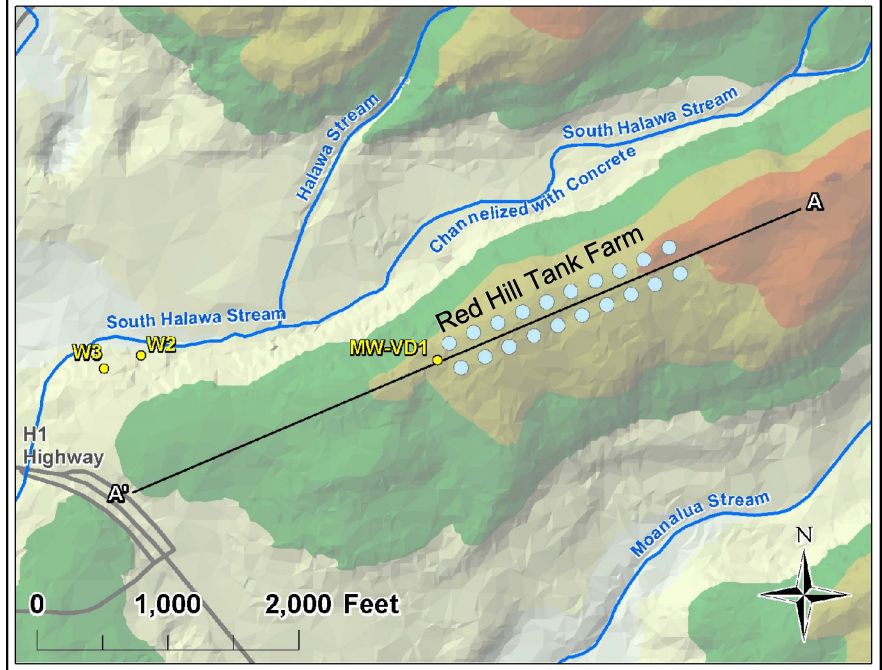 Halawa Stream
South Halawa Stream
Channelized with Concrete
A
Red Hill Tank Farm
South Halawa Stream
MW-VD1
W3
W2
H1
Highway
A'
Moanalua Stream
N
0 1,000 2,000 Feet